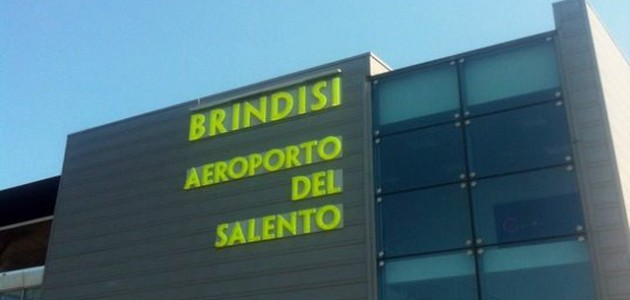 BRINDISI
AEROPORTO
DEL
SALENTO